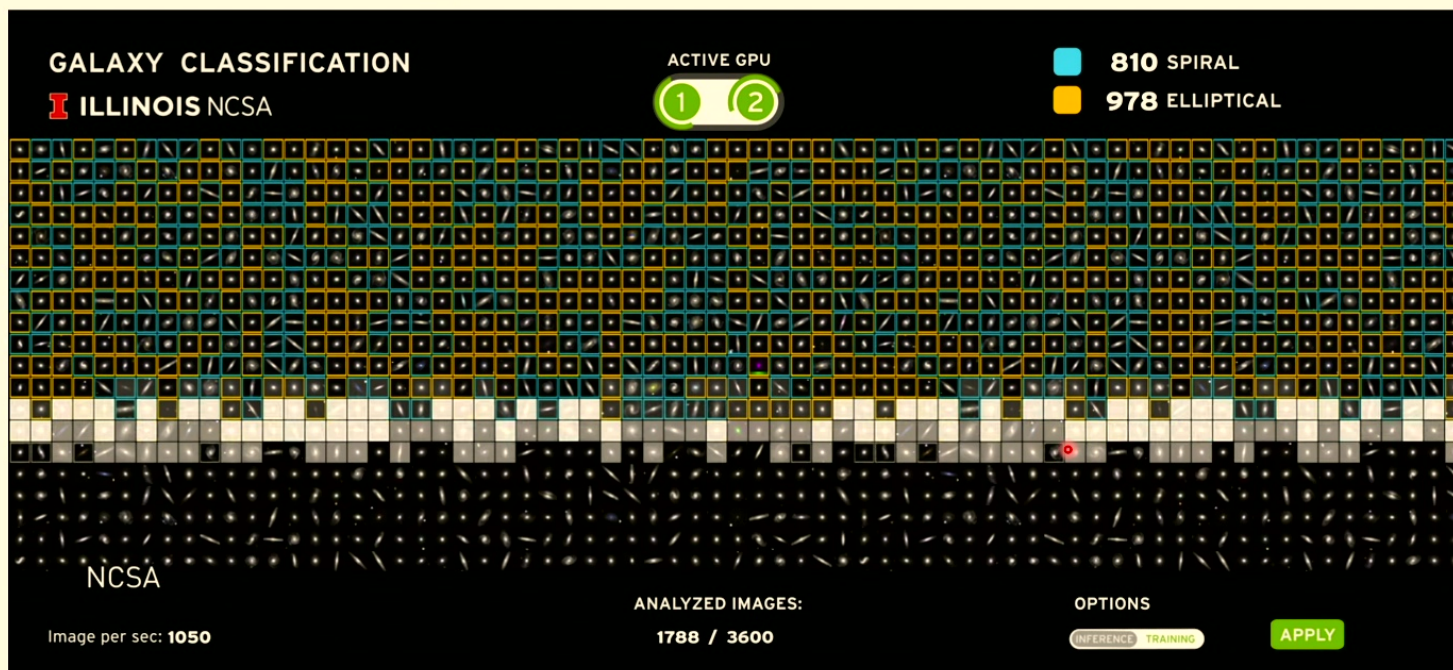 GALAXY CLASSIFICATION
ILLINOIS NCSA
ACTIVE GPU
1 2
810 SPIRAL
978 ELLIPTICAL
NCSA
Image per sec: 1050
ANALYZED IMAGES:
1788 / 3600
OPTIONS
INFERENCE TRAINING
APPLY